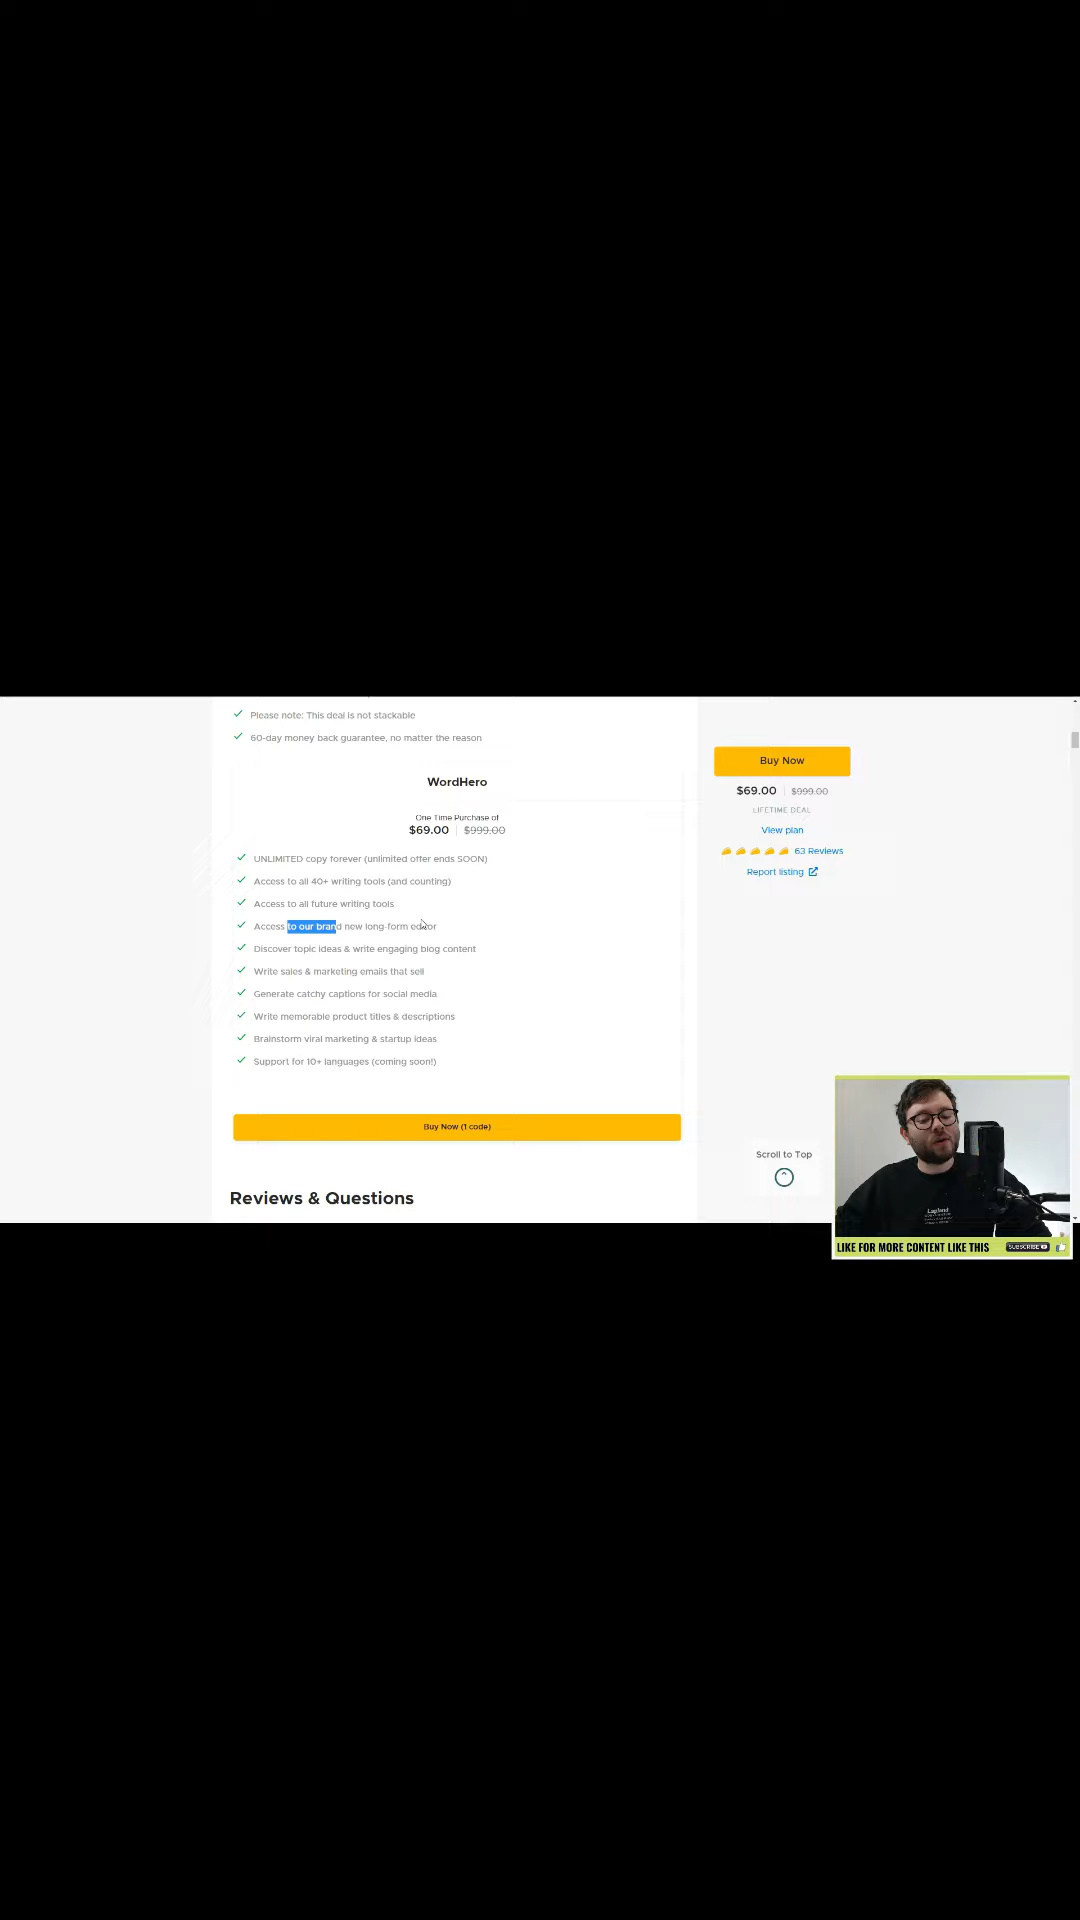 Please note: This deal is not stackable
60-day money back guarantee, no matter the reason
WordHero
One Time Purchase of
$69.00 | $999.00
UNLIMITED copy forever (unlimited offer ends SOON)
Access to all 40+ writing tools (and counting)
Access to all future writing tools
Access to our brand new long-form editor
Discover topic ideas & write engaging blog content
Write sales & marketing emails that sell
Generate catchy captions for social media
Write memorable product titles & descriptions
Brainstorm viral marketing & startup ideas
Support for 10+ languages (coming soon!)
Buy Now (1 code)
Reviews & Questions
Buy Now
$69.00 | $999.00
LIFETIME DEAL
View plan
63 Reviews
Report listing
Scroll to Top
Lapland
LIKE FOR MORE CONTENT LIKE THIS
SUBSCRIBE